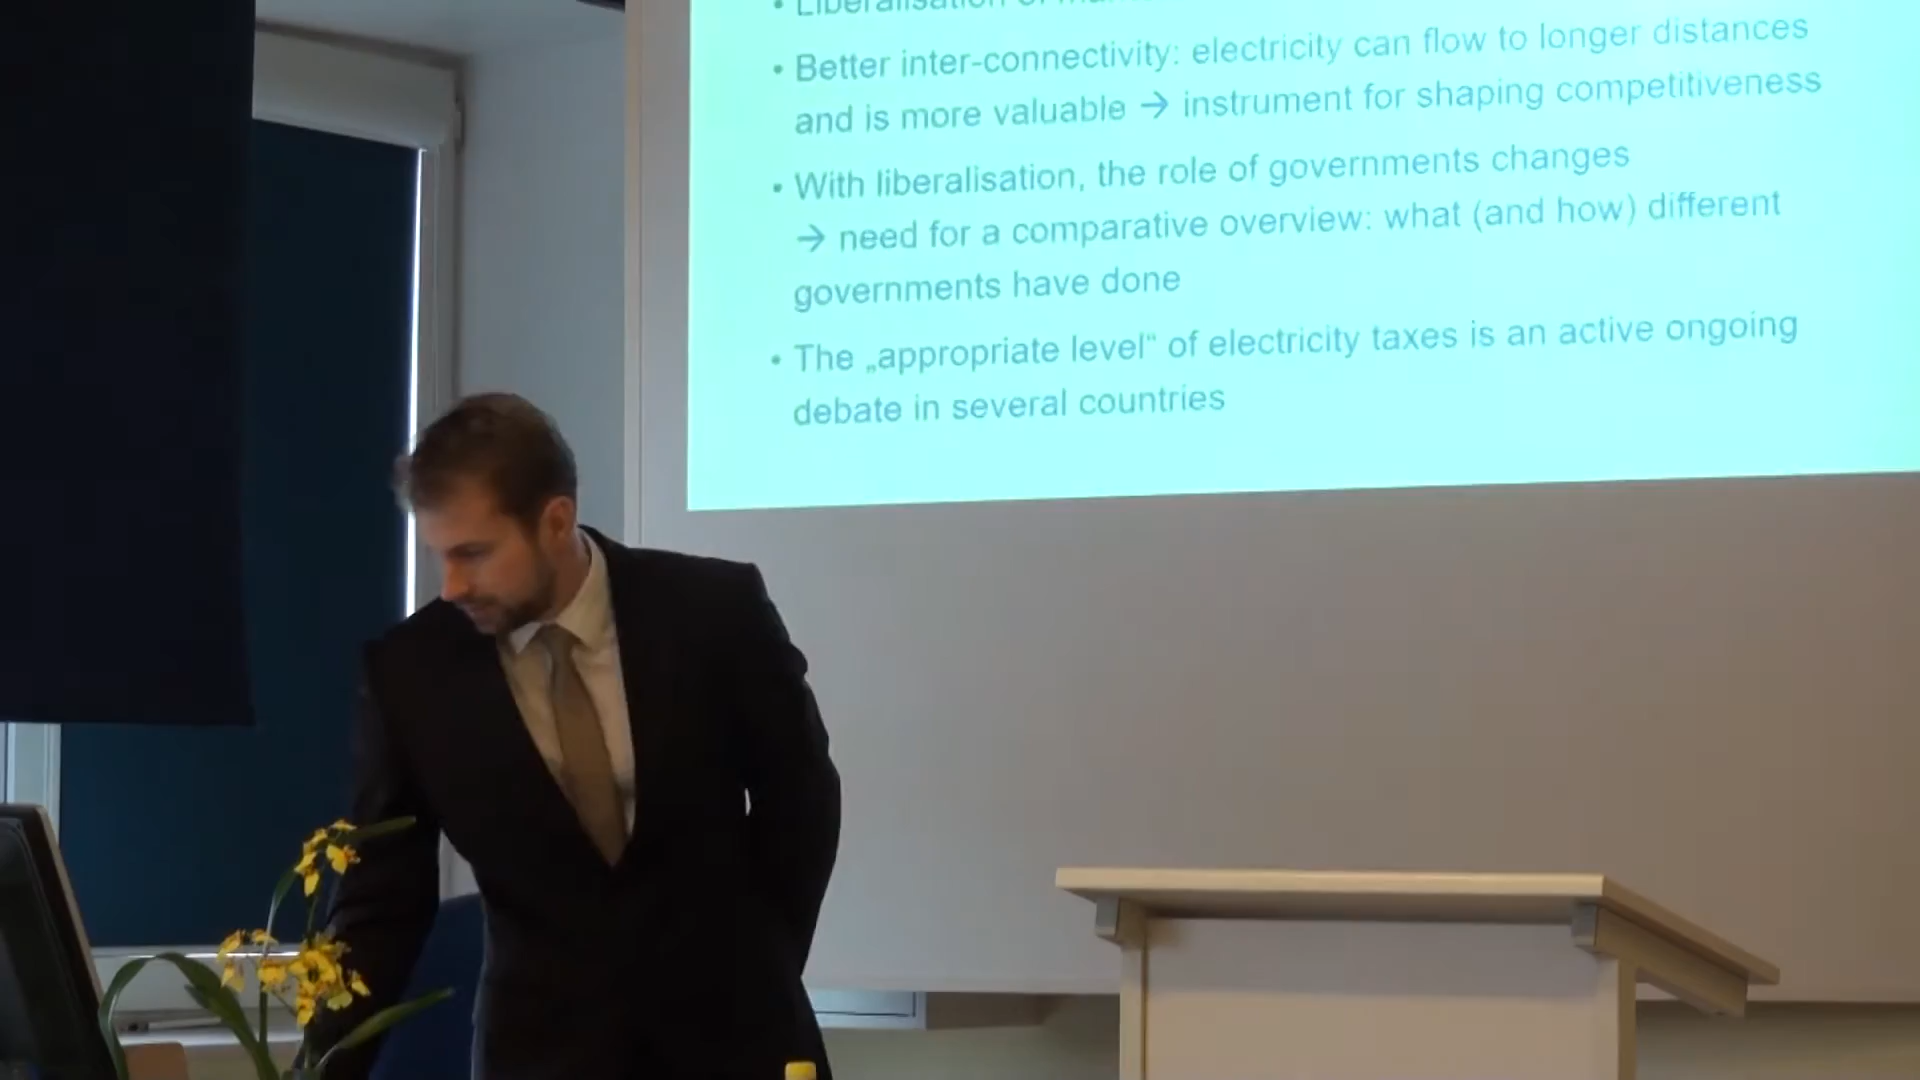 • Liberalisation of
• Better inter-connectivity: electricity can flow to longer distances
and is more valuable → instrument for shaping competitiveness
• With liberalisation, the role of governments changes
→ need for a comparative overview: what (and how) different
governments have done
• The „appropriate level“ of electricity taxes is an active ongoing
debate in several countries